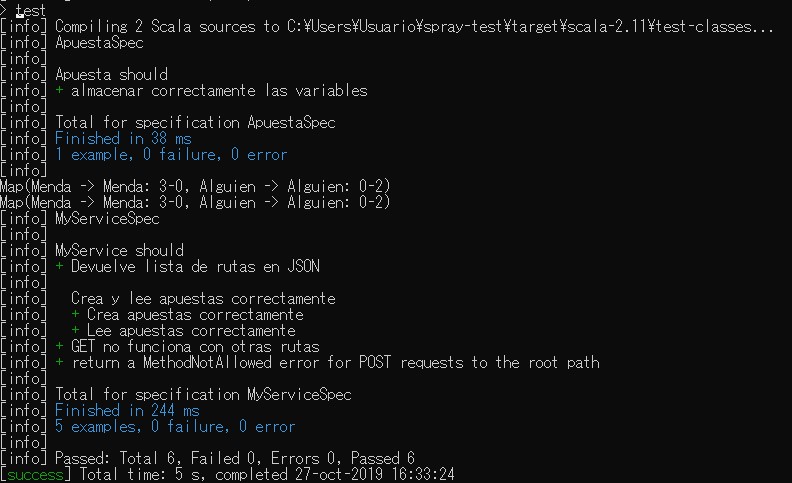 > test
[info] Compiling 2 Scala sources to C:¥Users¥Usuario¥spray-test¥target¥scala-2.11¥test-classes...
[info] ApuestaSpec
[info]
[info] Apuesta should
[info] + almacenar correctamente las variables
[info]
[info] Total for specification ApuestaSpec
[info] Finished in 38 ms
[info] 1 example, 0 failure, 0 error
[info]
Map(Menda -> Menda: 3-0, Alguien -> Alguien: 0-2)
Map(Menda -> Menda: 3-0, Alguien -> Alguien: 0-2)
[info] MyServiceSpec
[info]
[info] MyService should
[info] + Devuelve lista de rutas en JSON
[info]
[info]   Crea y lee apuestas correctamente
[info]   + Crea apuestas correctamente
[info]   + Lee apuestas correctamente
[info] + GET no funciona con otras rutas
[info] + return a MethodNotAllowed error for POST requests to the root path
[info]
[info] Total for specification MyServiceSpec
[info] Finished in 244 ms
[info] 5 examples, 0 failure, 0 error
[info]
[info] Passed: Total 6, Failed 0, Errors 0, Passed 6
[success] Total time: 5 s, completed 27-oct-2019 16:33:24